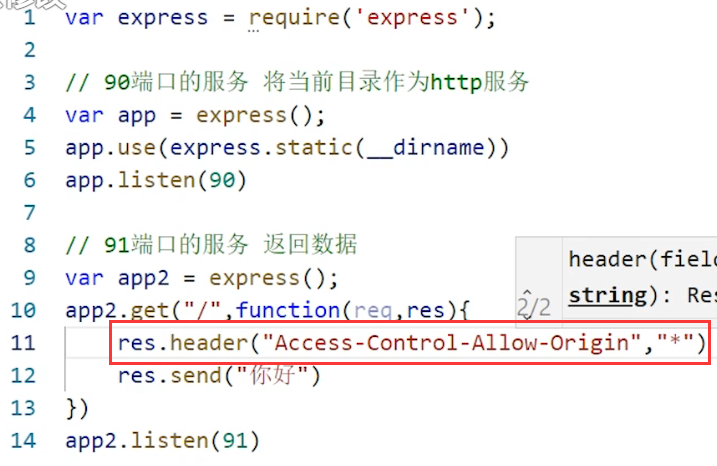 1 var express = require('express');
2
3 // 90端口的服务 将当前目录作为http服务
4 var app = express();
5 app.use(express.static(__dirname))
6 app.listen(90)
7
8 // 91端口的服务 返回数据
9 var app2 = express();
10 app2.get("/",function(req,res){
11 res.header("Access-Control-Allow-Origin","*")
12 res.send("你好")
13 })
14 app2.listen(91)
2/2
header(fiel
string): Res